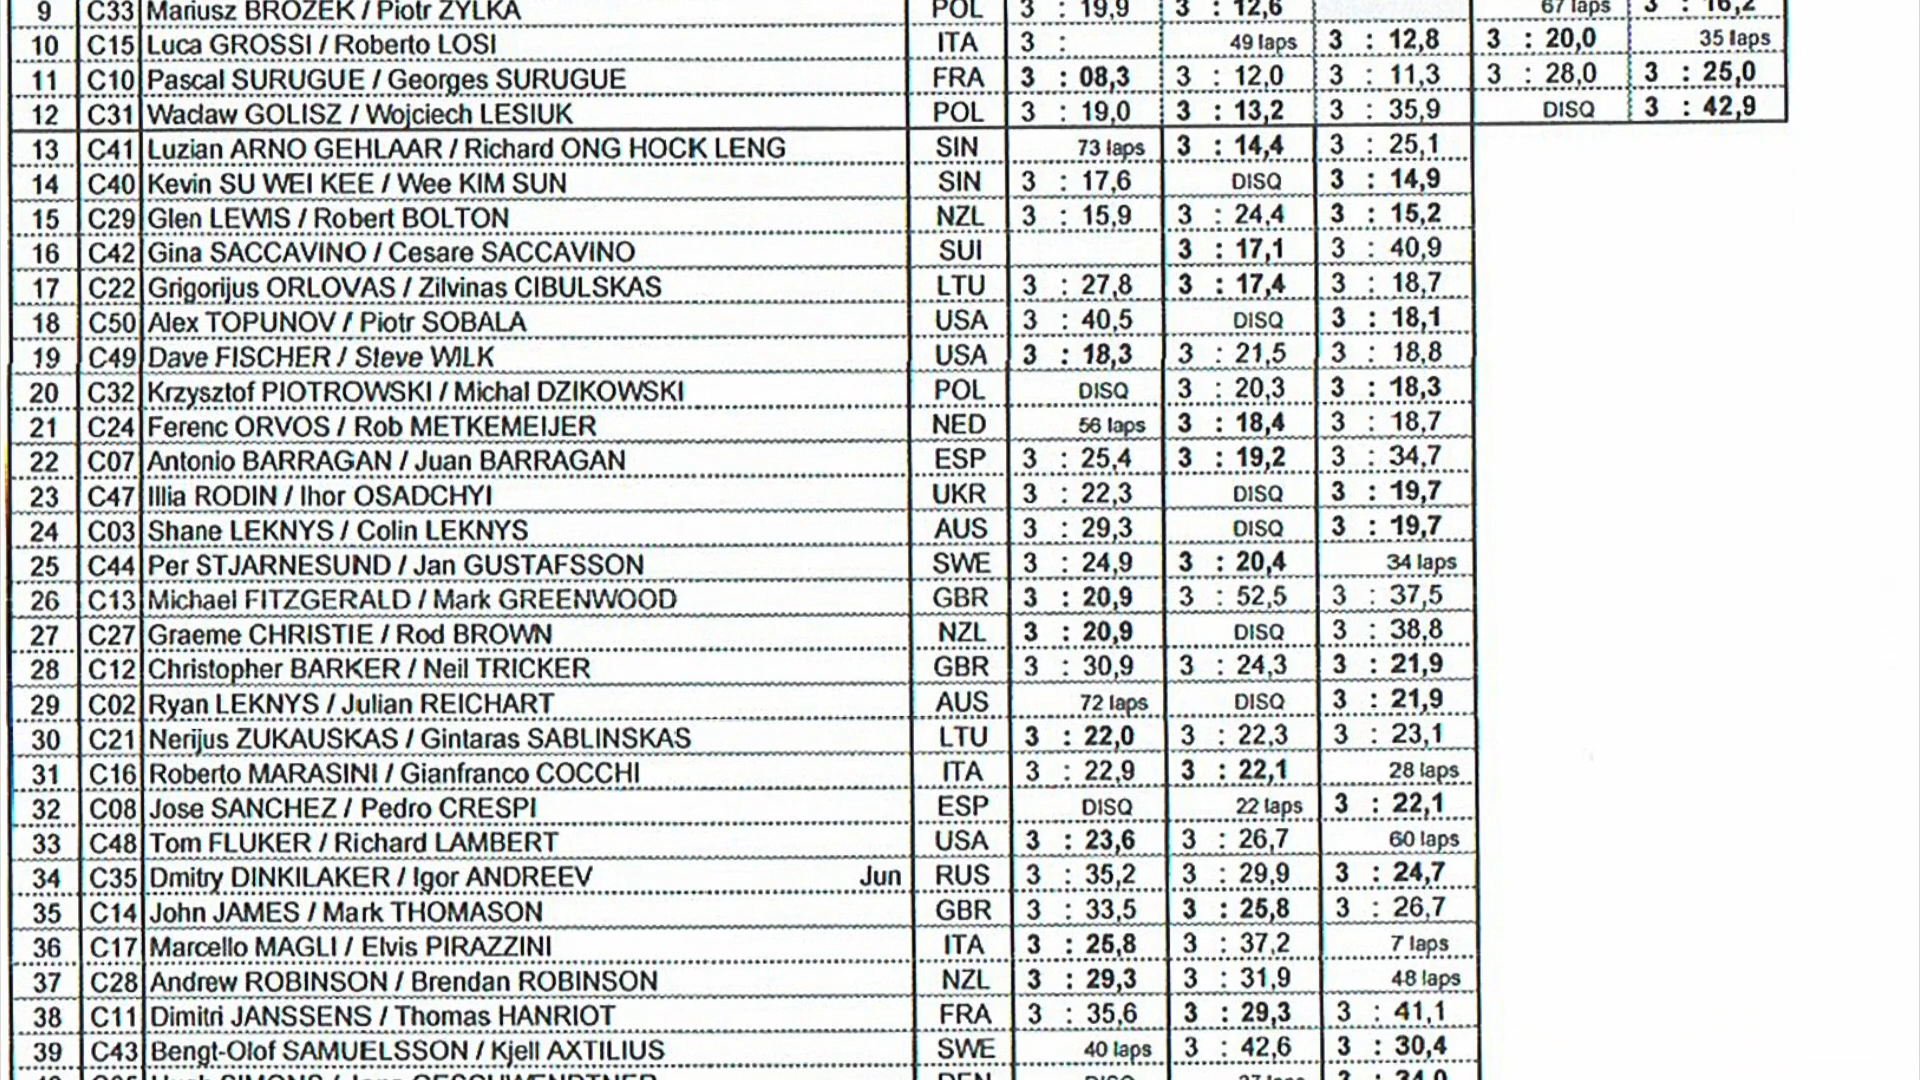 9 C33 Mariusz BROZEK / Piotr ZYLKA POL 3 : 19,9 3 : 12,6 67 laps 3 : 16,2
10 C15 Luca GROSSI / Roberto LOSI ITA 3 : 49 laps 3 : 12,8 3 : 20,0 35 laps
11 C10 Pascal SURUGUE / Georges SURUGUE FRA 3 : 08,3 3 : 12,0 3 : 11,3 3 : 28,0 3 : 25,0
12 C31 Waclaw GOLISZ / Wojciech LESIUK POL 3 : 19,0 3 : 13,2 3 : 35,9 DISQ 3 : 42,9
13 C41 Luzian ARNO GEHLAAR / Richard ONG HOCK LENG SIN 73 laps 3 : 14,4 3 : 25,1
14 C40 Kevin SU WEI KEE / Wee KIM SUN SIN 3 : 17,6 DISQ 3 : 14,9
15 C29 Glen LEWIS / Robert BOLTON NZL 3 : 15,9 3 : 24,4 3 : 15,2
16 C42 Gina SACCAVINO / Cesare SACCAVINO SUI 3 : 17,1 3 : 40,9
17 C22 Grigorijus ORLOVAS / Zilvinas CIBULSKAS LTU 3 : 27,8 3 : 17,4 3 : 18,7
18 C50 Alex TOPUNOV / Piotr SOBALA USA 3 : 40,5 DISQ 3 : 18,1
19 C49 Dave FISCHER / Steve WILK USA 3 : 18,3 3 : 21,5 3 : 18,8
20 C32 Krzysztof PIOTROWSKI / Michal DZIKOWSKI POL DISQ 3 : 20,3 3 : 18,3
21 C24 Ferenc ORVOS / Rob METKEMEIJER NED 56 laps 3 : 18,4 3 : 18,7
22 C07 Antonio BARRAGAN / Juan BARRAGAN ESP 3 : 25,4 3 : 19,2 3 : 34,7
23 C47 Illia RODIN / Ihor OSADCHYI UKR 3 : 22,3 DISQ 3 : 19,7
24 C03 Shane LEKNYS / Colin LEKNYS AUS 3 : 29,3 DISQ 3 : 19,7
25 C44 Per STJARNESUND / Jan GUSTAFSSON SWE 3 : 24,9 3 : 20,4 34 laps
26 C13 Michael FITZGERALD / Mark GREENWOOD GBR 3 : 20,9 3 : 52,5 3 : 37,5
27 C27 Graeme CHRISTIE / Rod BROWN NZL 3 : 20,9 DISQ 3 : 38,8
28 C12 Christopher BARKER / Neil TRICKER GBR 3 : 30,9 3 : 24,3 3 : 21,9
29 C02 Ryan LEKNYS / Julian REICHART AUS 72 laps DISQ 3 : 21,9
30 C21 Nerijus ZUKAUSKAS / Gintaras SABLINSKAS LTU 3 : 22,0 3 : 22,3 3 : 23,1
31 C16 Roberto MARASINI / Gianfranco COCCHI ITA 3 : 22,9 3 : 22,1 28 laps
32 C08 Jose SANCHEZ / Pedro CRESPI ESP DISQ 22 laps 3 : 22,1
33 C48 Tom FLUKER / Richard LAMBERT USA 3 : 23,6 3 : 26,7 60 laps
34 C35 Dmitry DINKILAKER / Igor ANDREEV Jun RUS 3 : 35,2 3 : 29,9 3 : 24,7
35 C14 John JAMES / Mark THOMASON GBR 3 : 33,5 3 : 25,8 3 : 26,7
36 C17 Marcello MAGLI / Elvis PIRAZZINI ITA 3 : 25,8 3 : 37,2 7 laps
37 C28 Andrew ROBINSON / Brendan ROBINSON NZL 3 : 29,3 3 : 31,9 48 laps
38 C11 Dimitri JANSSENS / Thomas HANRIOT FRA 3 : 35,6 3 : 29,3 3 : 41,1
39 C43 Bengt-Olof SAMUELSSON / Kjell AXTILIUS SWE 40 laps 3 : 42,6 3 : 30,4